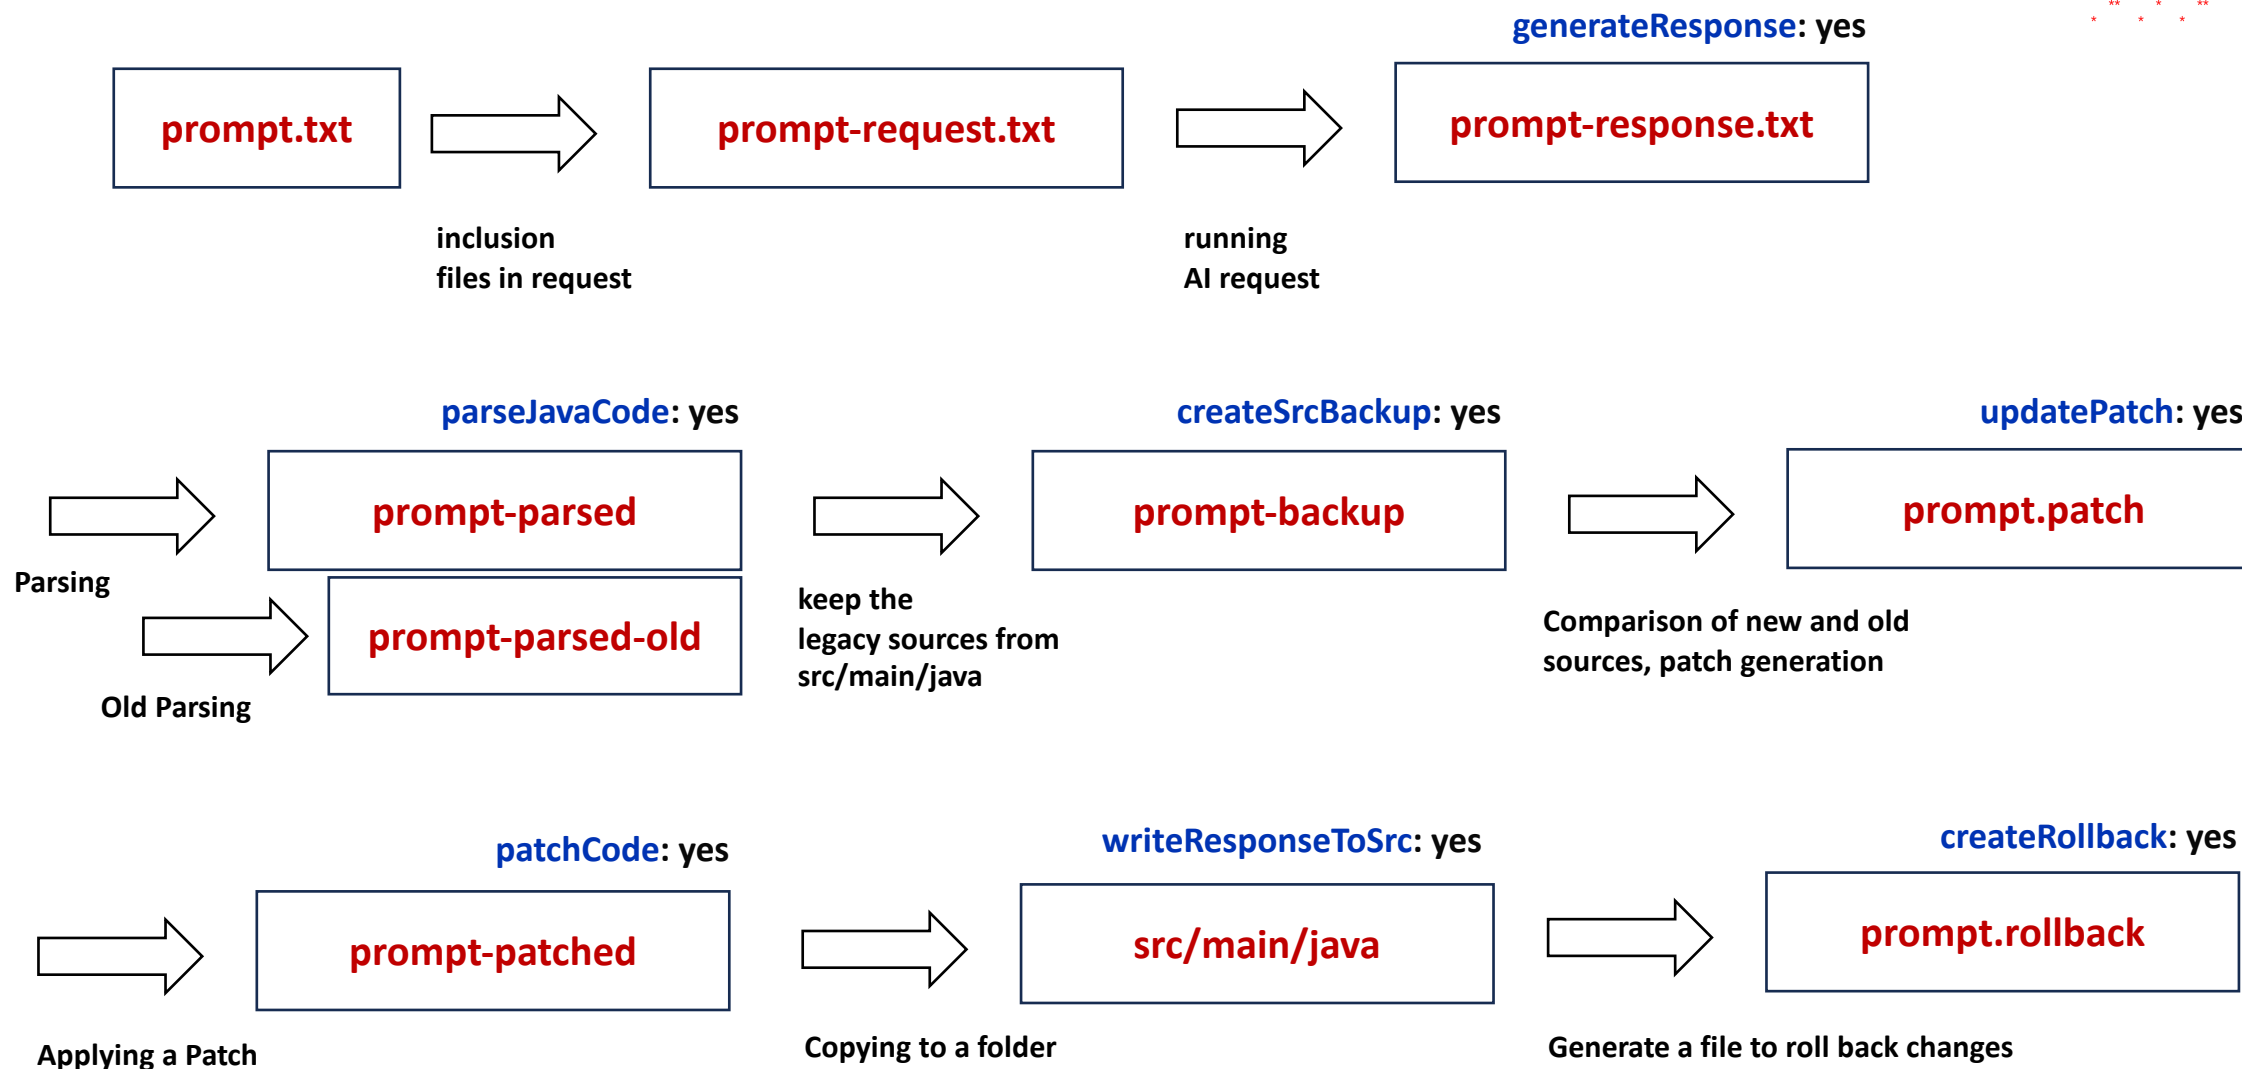 ** * **
* * *
generateResponse: yes
prompt.txt
prompt-request.txt
prompt-response.txt
inclusion
files in request
running
AI request
parseJavaCode: yes
createSrcBackup: yes
updatePatch: yes
prompt-parsed
prompt-backup
prompt.patch
Parsing
prompt-parsed-old
Old Parsing
keep the
legacy sources from
src/main/java
Comparison of new and old
sources, patch generation
patchCode: yes
writeResponseToSrc: yes
createRollback: yes
prompt-patched
src/main/java
prompt.rollback
Applying a Patch
Copying to a folder
Generate a file to roll back changes